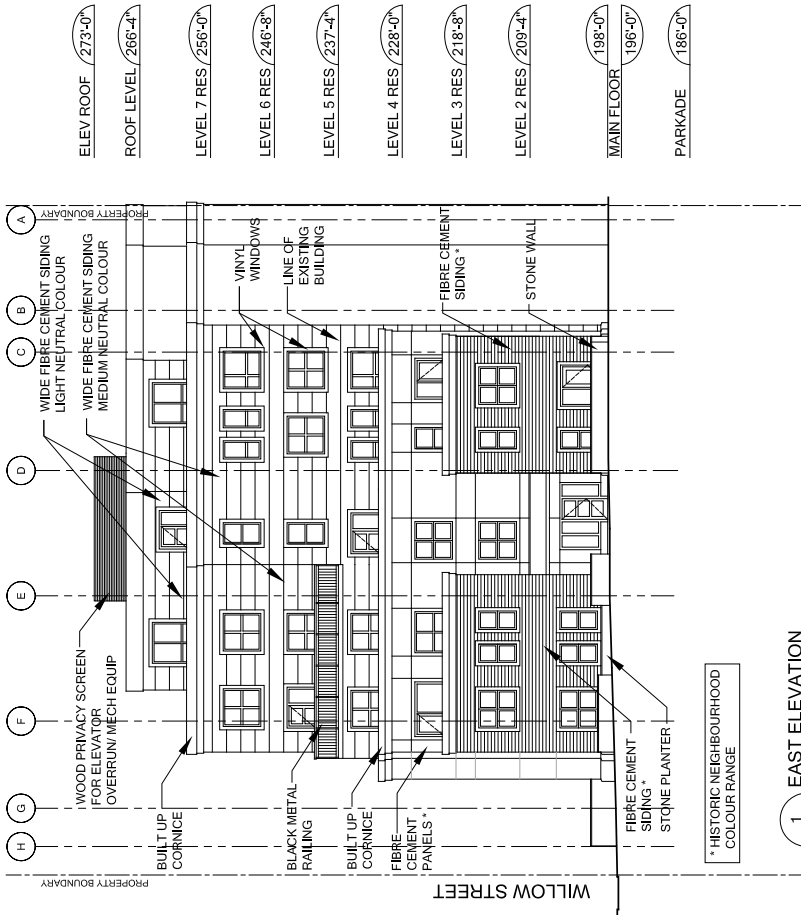 H
G
F
E
D
C
B
A
PROPERTY BOUNDARY
PROPERTY BOUNDARY
WIDE FIBRE CEMENT SIDING
LIGHT NEUTRAL COLOUR
WIDE FIBRE CEMENT SIDING
MEDIUM NEUTRAL COLOUR
WOOD PRIVACY SCREEN
FOR ELEVATOR
OVERRUN/ MECH EQUIP
BUILT UP
CORNICE
BLACK METAL
RAILING
BUILT UP
CORNICE
FIBRE
CEMENT
PANELS *
VINYL
WINDOWS
LINE OF
EXISTING
BUILDING
FIBRE CEMENT
SIDING *
STONE WALL
FIBRE CEMENT
SIDING *
STONE PLANTER
WILLOW STREET
* HISTORIC NEIGHBOURHOOD
COLOUR RANGE
1 EAST ELEVATION
ELEV ROOF 273'-0"
ROOF LEVEL 266'-4"
LEVEL 7 RES 256'-0"
LEVEL 6 RES 246'-8"
LEVEL 5 RES 237'-4"
LEVEL 4 RES 228'-0"
LEVEL 3 RES 218'-8"
LEVEL 2 RES 209'-4"
198'-0"
MAIN FLOOR 196'-0"
PARKADE 186'-0"